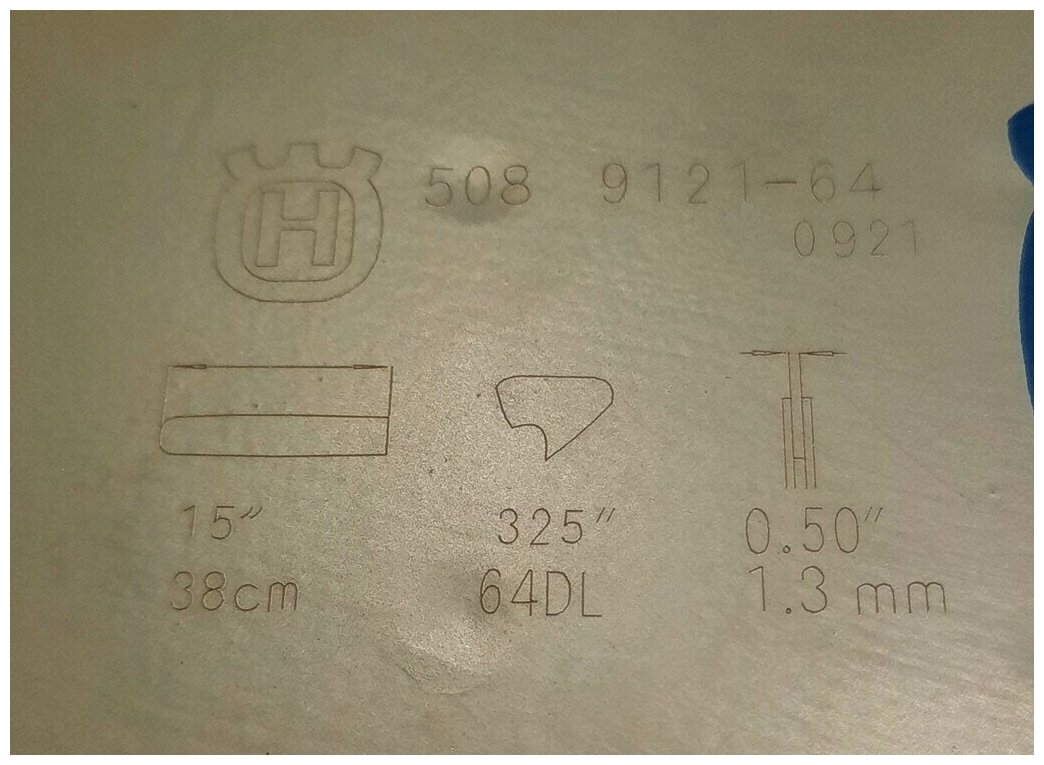 H
508 9121-64
0921
15" 325" 0.50"
38cm 64DL 1.3 mm